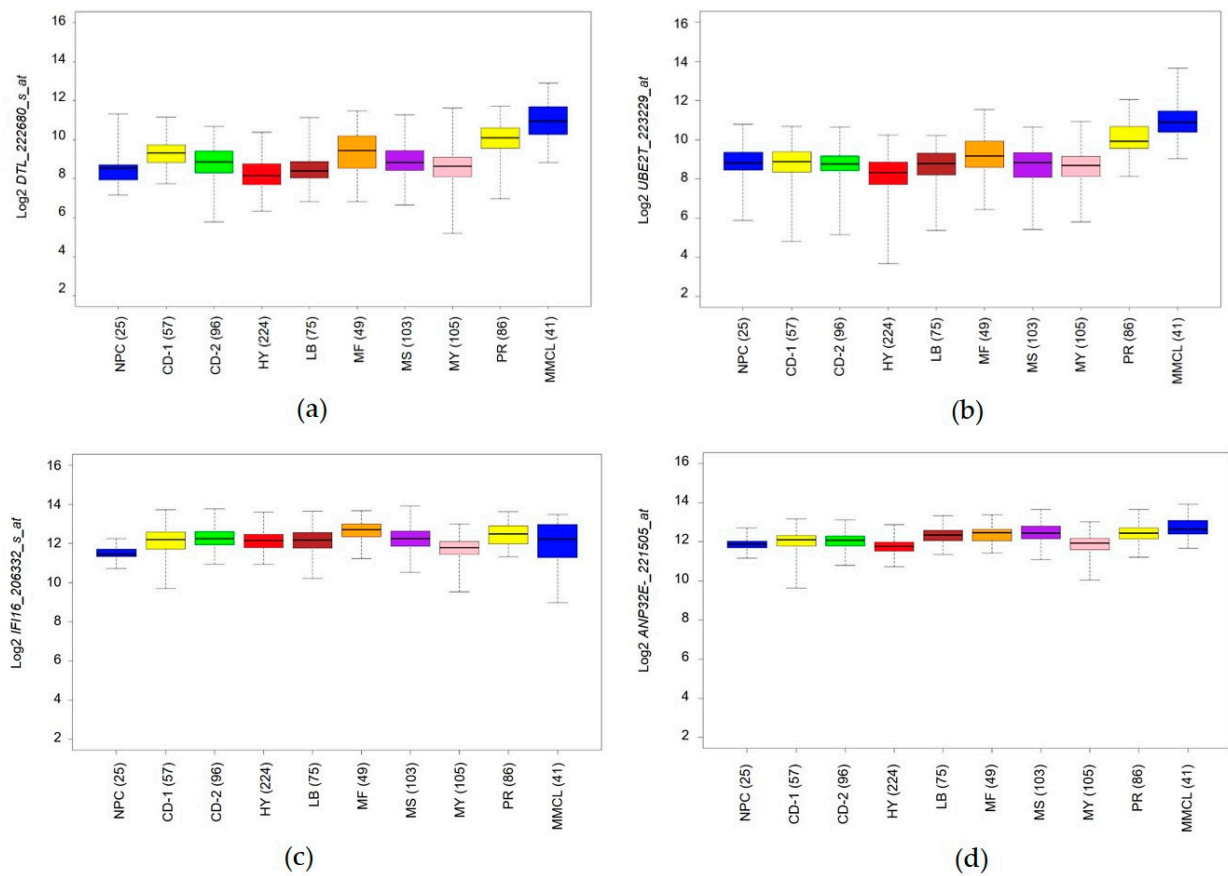 Log2 DTL_222680_s_at
16
14
12
10
8
6
4
2
NPC (25)
CD-1 (57)
CD-2 (96)
HY (224)
LB (75)
MF (49)
MS (103)
MY (105)
PR (86)
MMCL (41)
(a)
Log2 UBE2T_223229_at
16
14
12
10
8
6
4
2
NPC (25)
CD-1 (57)
CD-2 (96)
HY (224)
LB (75)
MF (49)
MS (103)
MY (105)
PR (86)
MMCL (41)
(b)
Log2 IFI16_206332_s_at
16
14
12
10
8
6
4
2
NPC (25)
CD-1 (57)
CD-2 (96)
HY (224)
LB (75)
MF (49)
MS (103)
MY (105)
PR (86)
MMCL (41)
(c)
Log2 ANP32E-_221505_at
16
14
12
10
8
6
4
2
NPC (25)
CD-1 (57)
CD-2 (96)
HY (224)
LB (75)
MF (49)
MS (103)
MY (105)
PR (86)
MMCL (41)
(d)